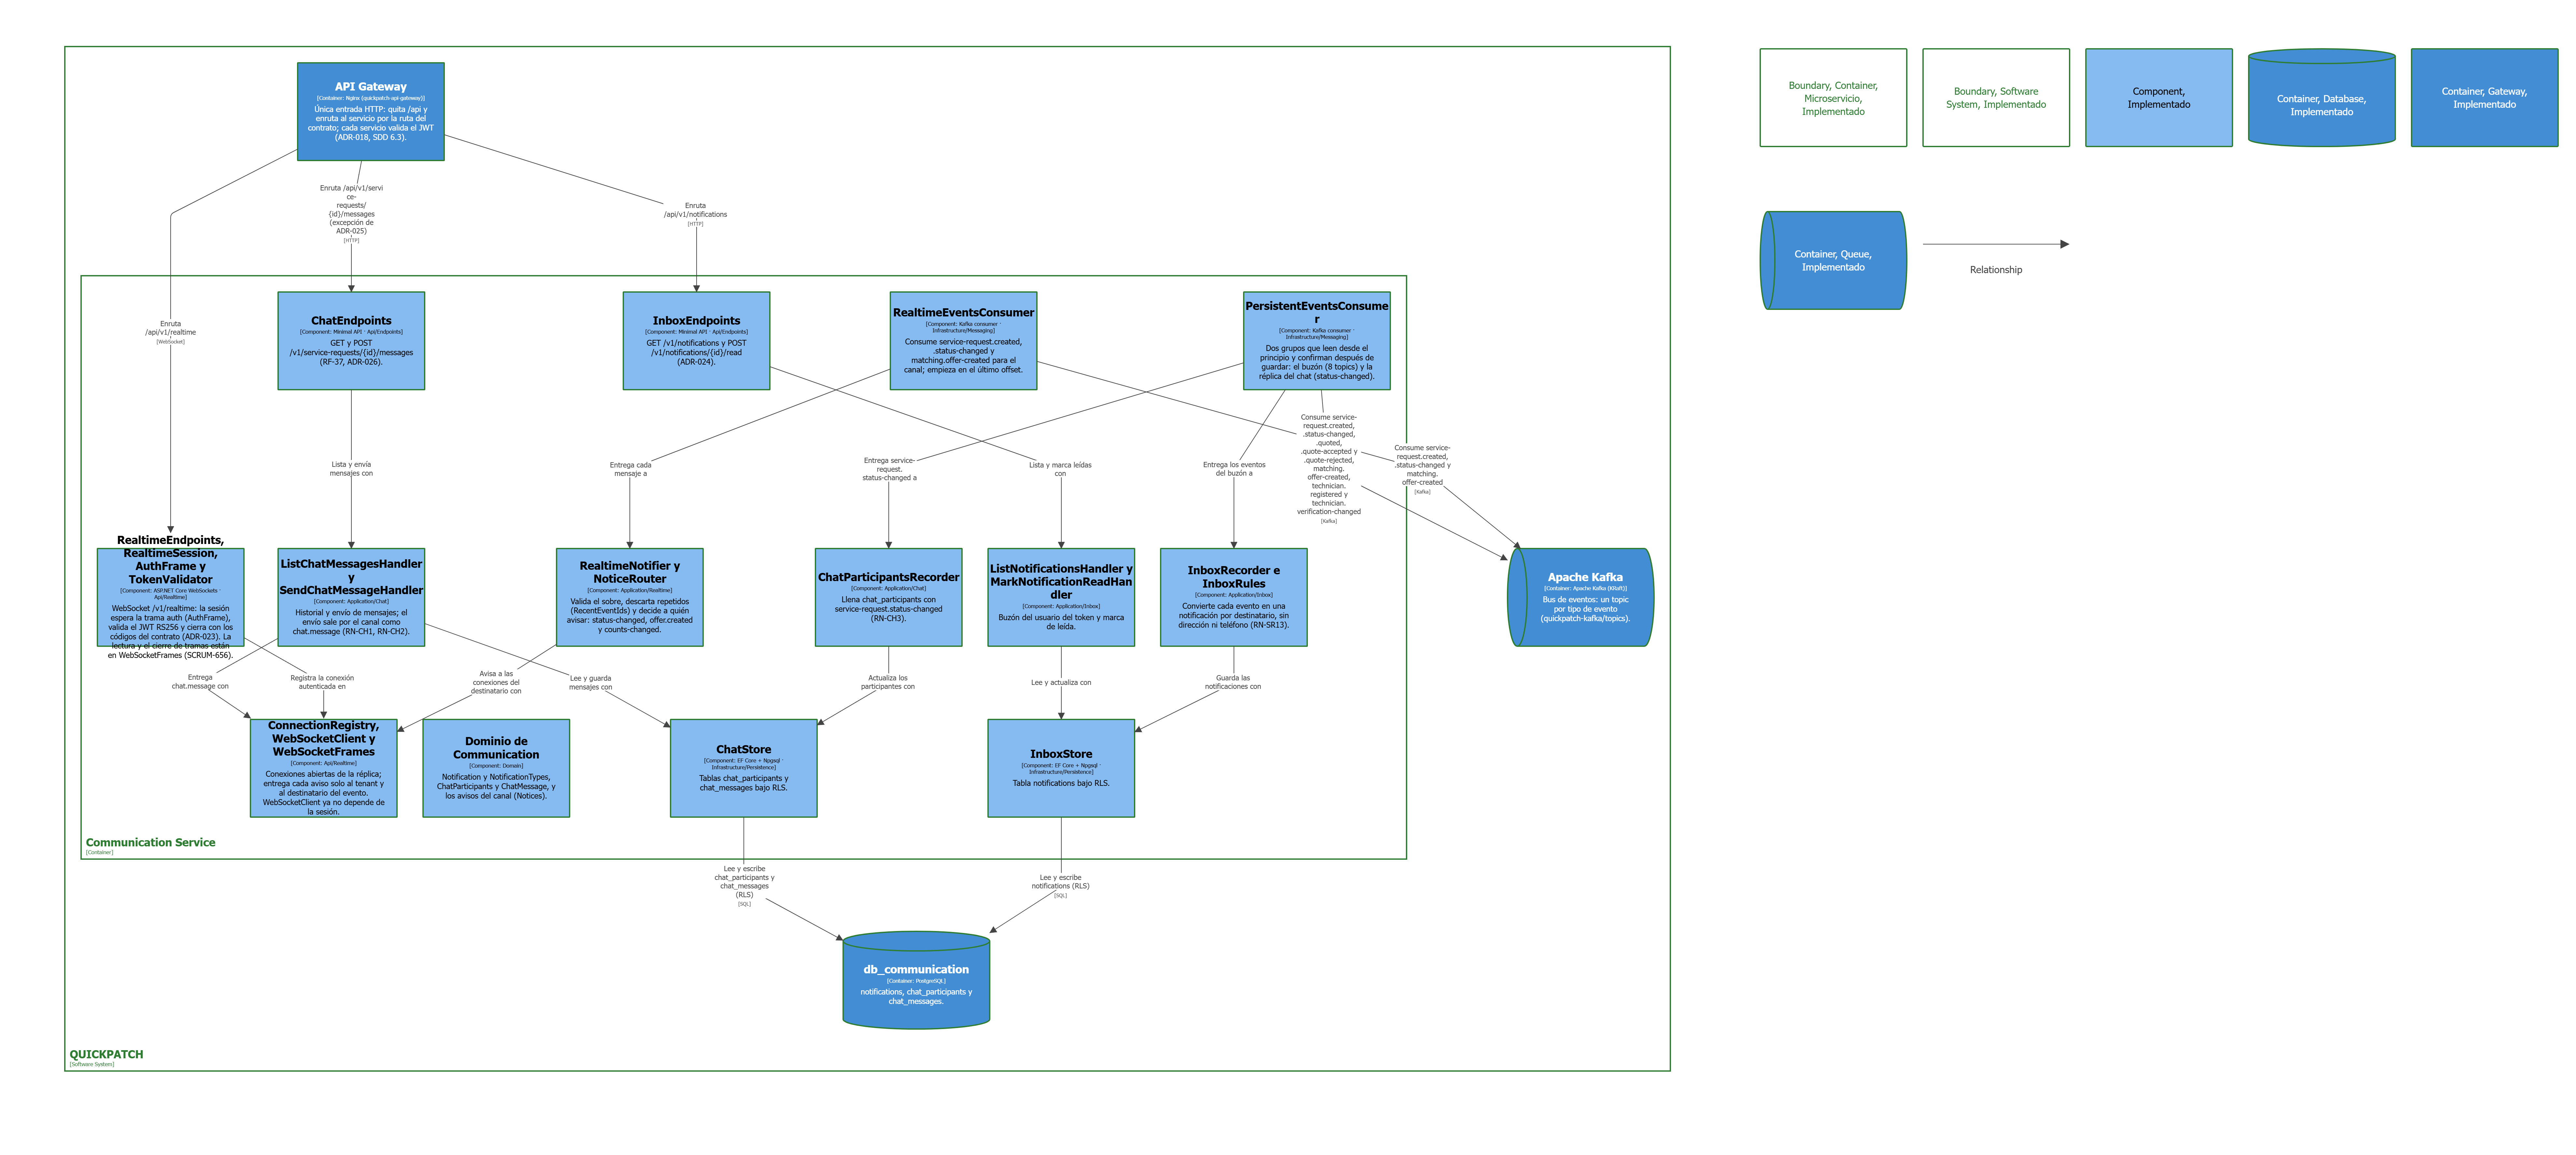 API Gateway
[Container: Nginx (quickpatch-api-gateway)]
Única entrada HTTP: quita /api y
enruta al servicio por la ruta del
contrato; cada servicio valida el JWT
(ADR-018, SDD 6.3).
Boundary, Container,
Microservicio,
Implementado
Boundary, Software
System, Implementado
Component,
Implementado
Container, Database,
Implementado
Container, Gateway,
Implementado
Container, Queue,
Implementado
Relationship
Enruta /api/v1/servi
ce-
requests/
{id}/messages
(excepción de
ADR-025)
[HTTP]
Enruta
/api/v1/notifications
[HTTP]
Enruta
/api/v1/realtime
[WebSocket]
ChatEndpoints
[Component: Minimal API · Api/Endpoints]
GET y POST
/v1/service-requests/{id}/messages
(RF-37, ADR-026).
InboxEndpoints
[Component: Minimal API · Api/Endpoints]
GET /v1/notifications y POST
/v1/notifications/{id}/read
(ADR-024).
RealtimeEventsConsumer
[Component: Kafka consumer ·
Infrastructure/Messaging]
Consume service-request.created,
.status-changed y
matching.offer-created para el
canal; empieza en el último offset.
PersistentEventsConsume
r
[Component: Kafka consumer ·
Infrastructure/Messaging]
Dos grupos que leen desde el
principio y confirman después de
guardar: el buzón (8 topics) y la
réplica del chat (status-changed).
Lista y envía
mensajes con
Entrega cada
mensaje a
Entrega service-
request.
status-changed a
Lista y marca leídas
con
Entrega los eventos
del buzón a
Consume service-
request.created,
.status-changed,
.quoted,
.quote-accepted y
.quote-rejected,
matching.
offer-created,
technician.
registered y
technician.
verification-changed
[Kafka]
Consume service-
request.created,
.status-changed y
matching.
offer-created
[Kafka]
RealtimeEndpoints,
RealtimeSession,
AuthFrame y
TokenValidator
[Component: ASP.NET Core WebSockets ·
Api/Realtime]
WebSocket /v1/realtime: la sesión
espera la trama auth (AuthFrame),
valida el JWT RS256 y cierra con los
códigos del contrato (ADR-023). La
lectura y el cierre de tramas están
en WebSocketFrames (SCRUM-656).
ListChatMessagesHandler
y
SendChatMessageHandler
[Component: Application/Chat]
Historial y envío de mensajes; el
envío sale por el canal como
chat.message (RN-CH1, RN-CH2).
RealtimeNotifier y
NoticeRouter
[Component: Application/Realtime]
Valida el sobre, descarta repetidos
(RecentEventIds) y decide a quién
avisar: status-changed, offer.created
y counts-changed.
ChatParticipantsRecorder
[Component: Application/Chat]
Llena chat_participants con
service-request.status-changed
(RN-CH3).
ListNotificationsHandler y
MarkNotificationReadHan
dler
[Component: Application/Inbox]
Buzón del usuario del token y marca
de leída.
InboxRecorder e
InboxRules
[Component: Application/Inbox]
Convierte cada evento en una
notificación por destinatario, sin
dirección ni teléfono (RN-SR13).
Apache Kafka
[Container: Apache Kafka (KRaft)]
Bus de eventos: un topic
por tipo de evento
(quickpatch-kafka/topics).
Entrega
chat.message con
Registra la conexión
autenticada en
Avisa a las
conexiones del
destinatario con
Lee y guarda
mensajes con
Actualiza los
participantes con
Lee y actualiza con
Guarda las
notificaciones con
ConnectionRegistry,
WebSocketClient y
WebSocketFrames
[Component: Api/Realtime]
Conexiones abiertas de la réplica;
entrega cada aviso solo al tenant y
al destinatario del evento.
WebSocketClient ya no depende de
la sesión.
Dominio de
Communication
[Component: Domain]
Notification y NotificationTypes,
ChatParticipants y ChatMessage, y
los avisos del canal (Notices).
ChatStore
[Component: EF Core + Npgsql ·
Infrastructure/Persistence]
Tablas chat_participants y
chat_messages bajo RLS.
InboxStore
[Component: EF Core + Npgsql ·
Infrastructure/Persistence]
Tabla notifications bajo RLS.
Communication Service
[Container]
Lee y escribe
chat_participants y
chat_messages
(RLS)
[SQL]
Lee y escribe
notifications (RLS)
[SQL]
db_communication
[Container: PostgreSQL]
notifications, chat_participants y
chat_messages.
QUICKPATCH
[Software System]